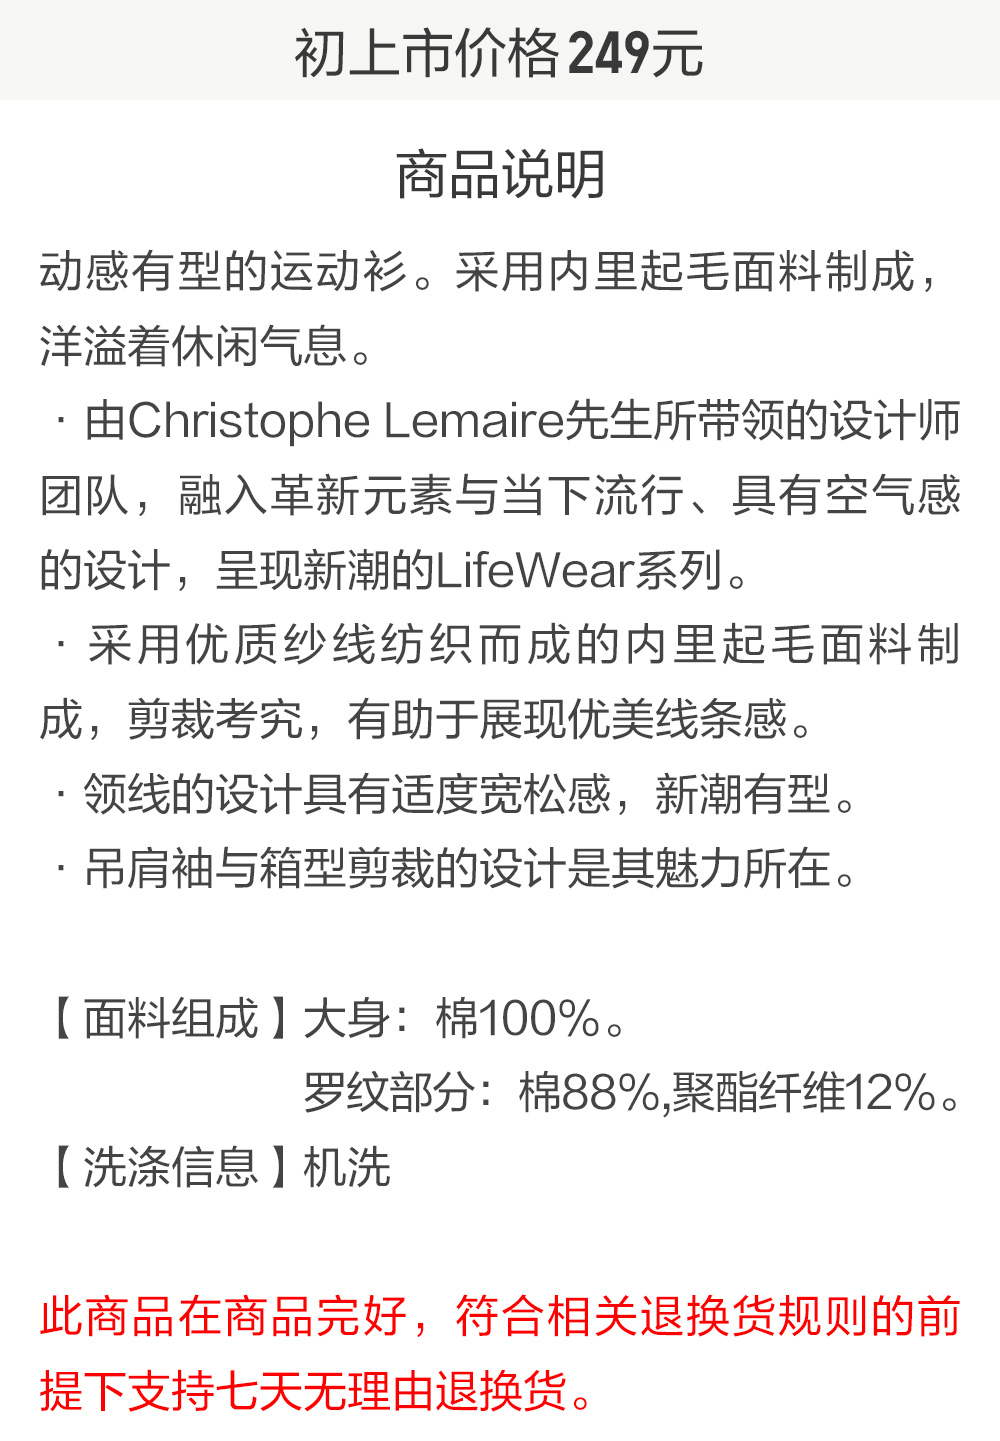 初上市价格249元
商品说明
动感有型的运动衫。采用内里起毛面料制成，
洋溢着休闲气息。
· 由Christophe Lemaire先生所带领的设计师
团队，融入革新元素与当下流行、具有空气感
的设计，呈现新潮的LifeWear系列。
· 采用优质纱线纺织而成的内里起毛面料制
成，剪裁考究，有助于展现优美线条感。
· 领线的设计具有适度宽松感，新潮有型。
· 吊肩袖与箱型剪裁的设计是其魅力所在。
【面料组成】大身：棉100%。
罗纹部分：棉88%,聚酯纤维12%。
【洗涤信息】机洗
此商品在商品完好，符合相关退换货规则的前
提下支持七天无理由退换货。